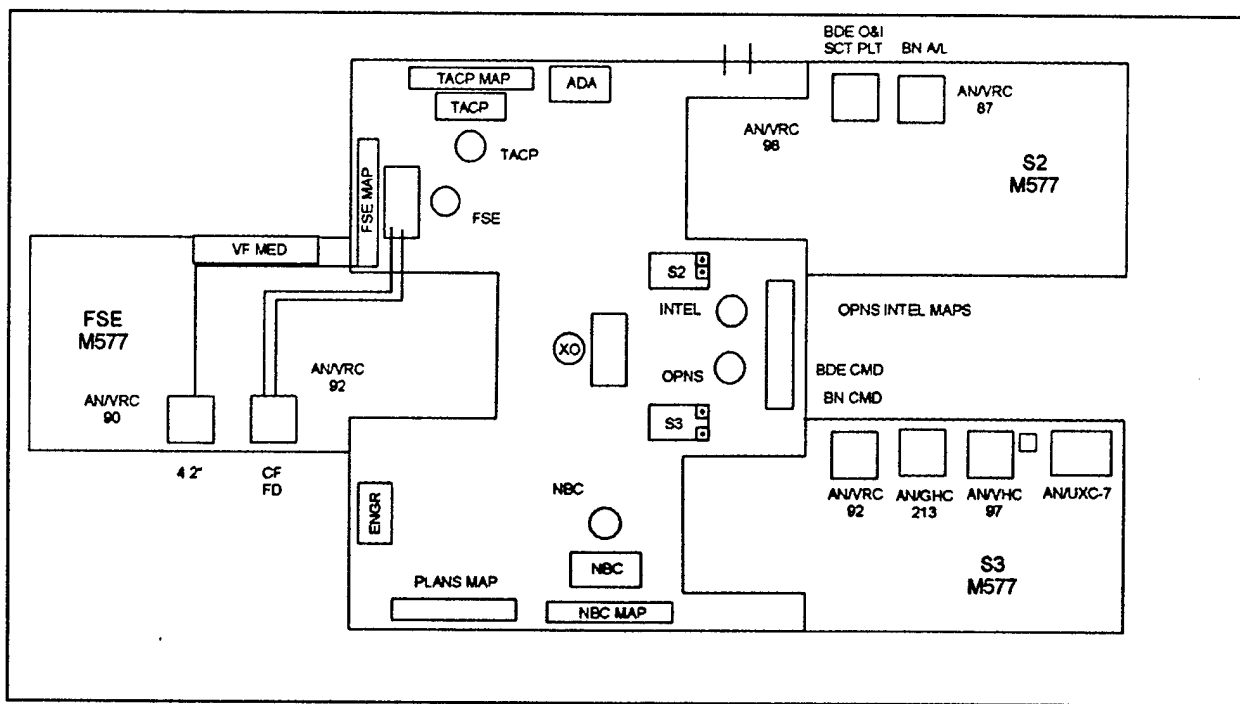 BDE O&I
SCT PLT
BN A/L
TACP MAP
ADA
TACP
AN/VRC
87
AN/VRC
98
TACP
S2
M577
FSE MAP
FSE
VF MED
S2
INTEL
OPNS INTEL MAPS
FSE
M577
XO
AN/VRC
92
OPNS
BDE CMD
AN/VRC
90
BN CMD
S3
4 2"
CF
FD
AN/VRC
92
AN/GHC
213
AN/VHC
97
AN/UXC-7
NBC
ENGR
NBC
S3
M577
PLANS MAP
NBC MAP